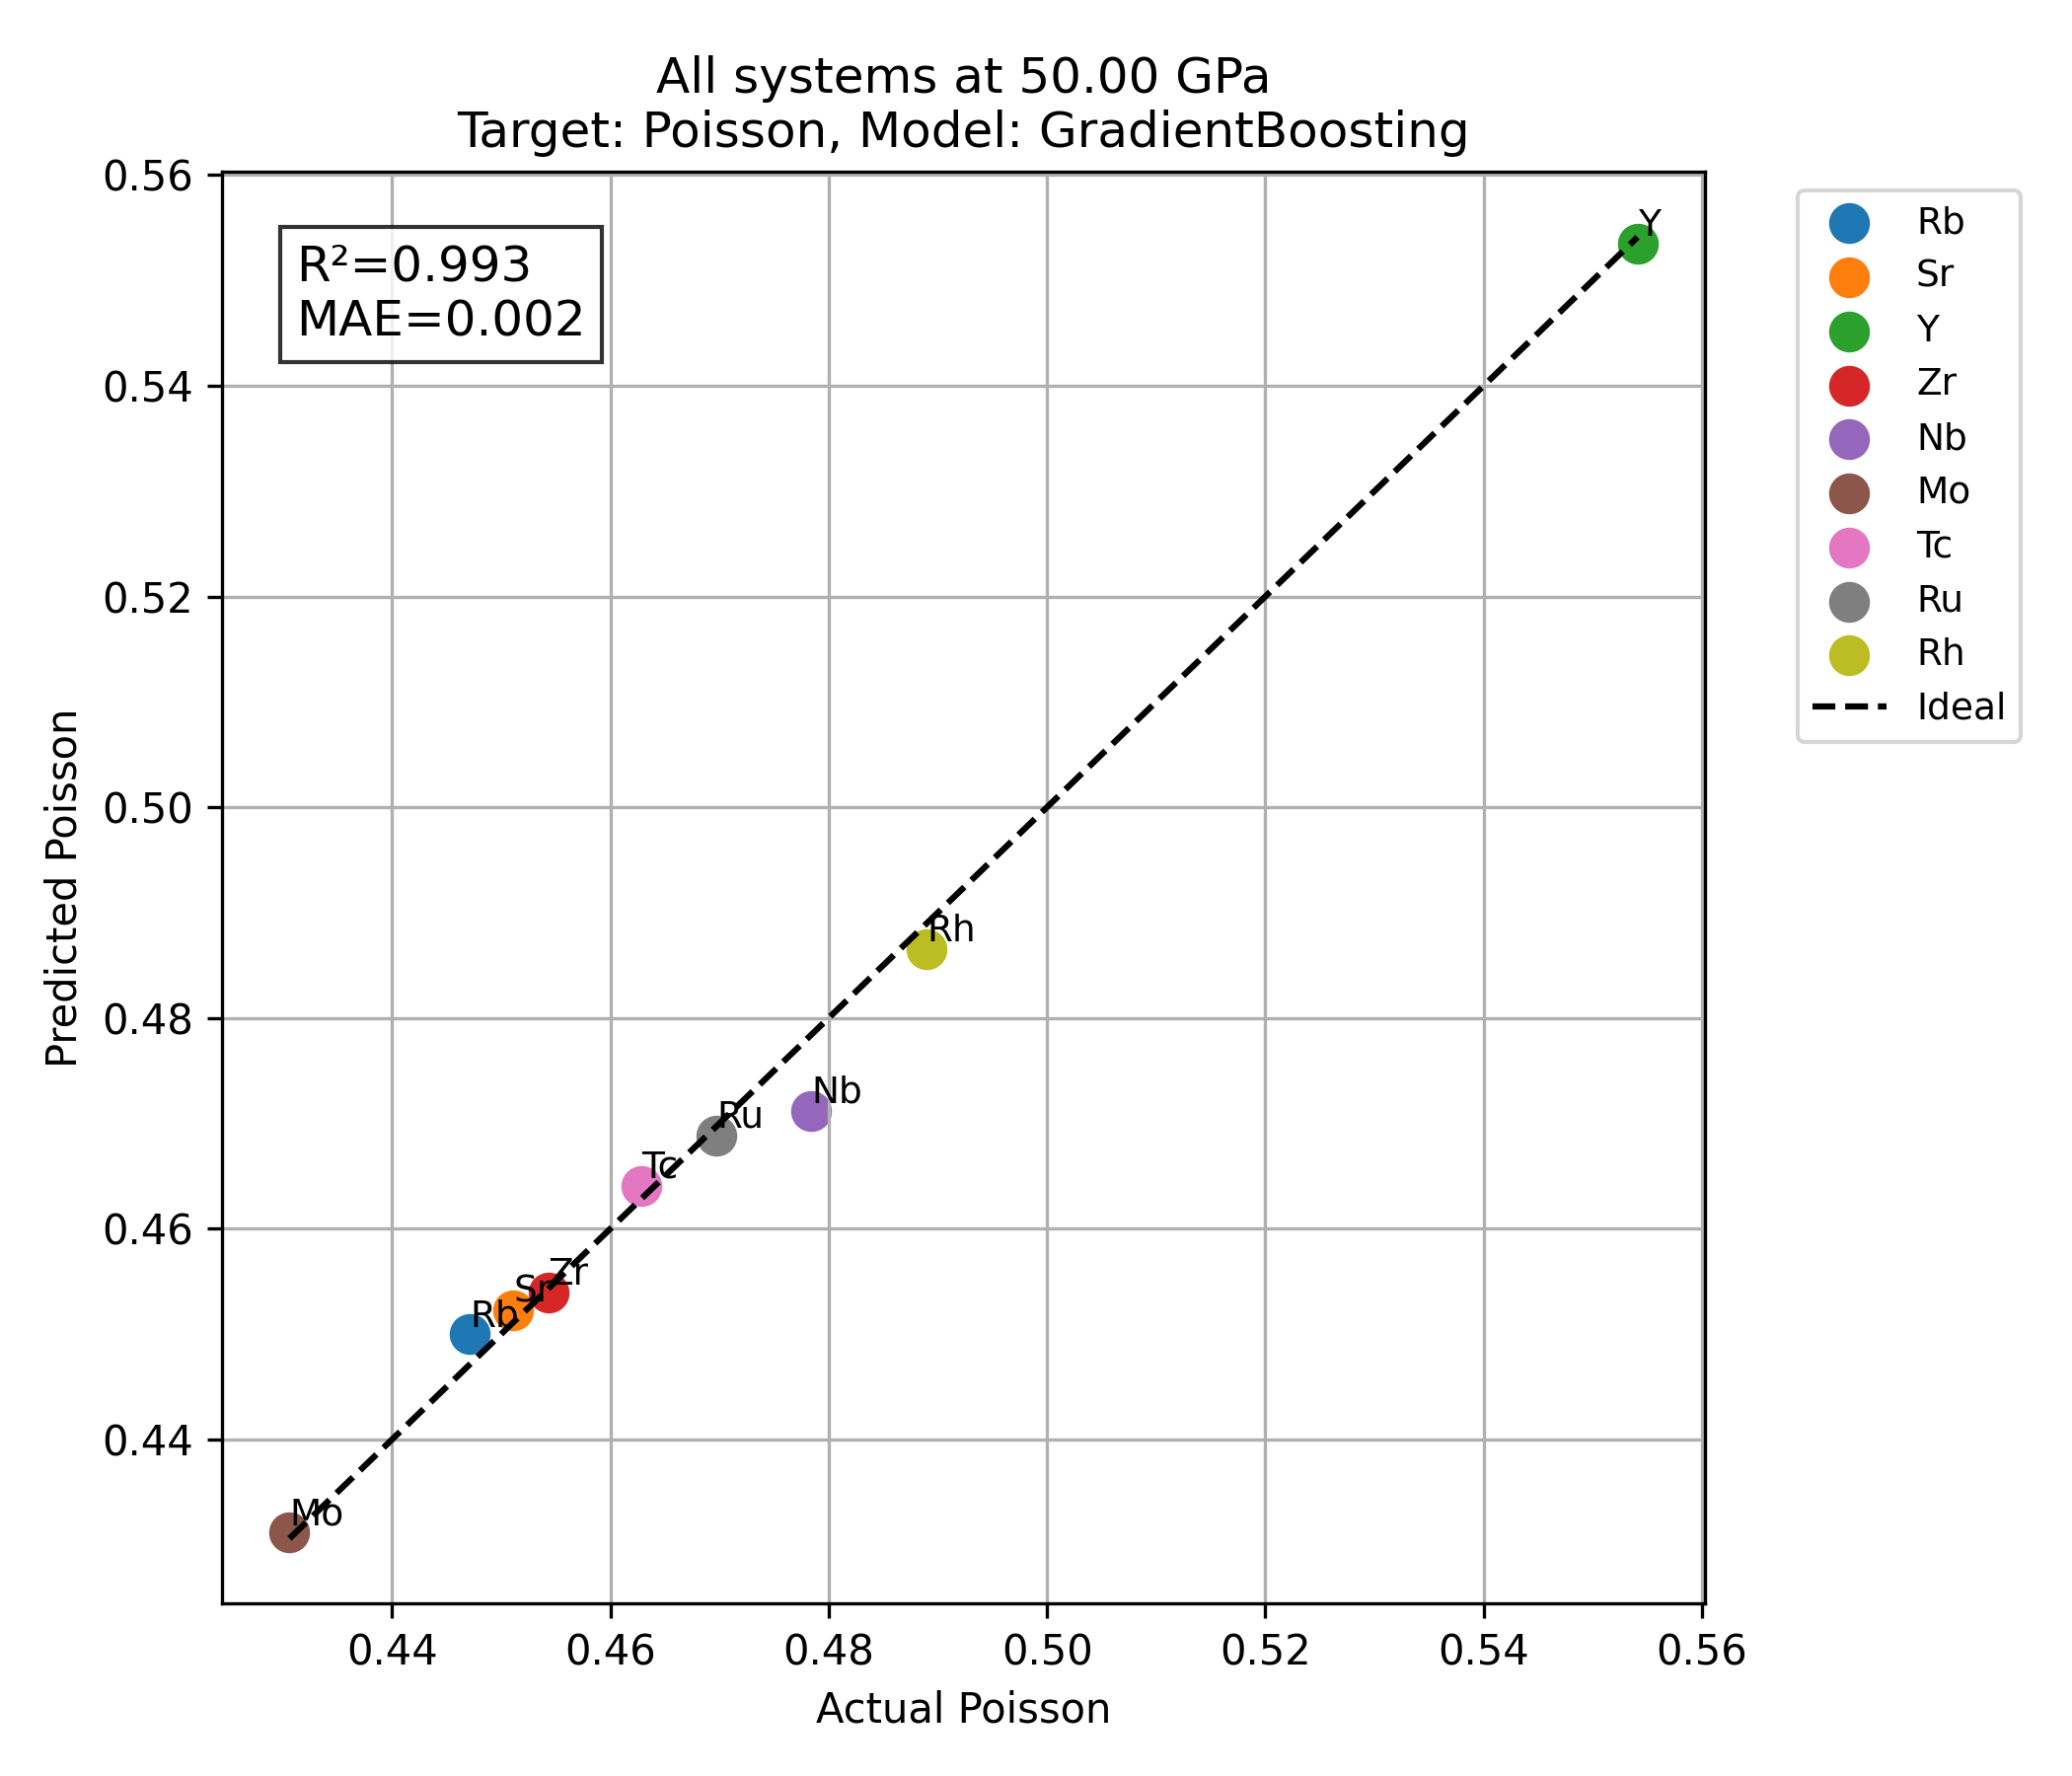 All systems at 50.00 GPa
Target: Poisson, Model: GradientBoosting
R²=0.993
MAE=0.002
0.56
0.54
0.52
0.50
0.48
0.46
0.44
Predicted Poisson
Y
Rh
Nb
Ru
Tc
Zr
Sr
Rb
Mo
0.44 0.46 0.48 0.50 0.52 0.54 0.56
Actual Poisson
Rb
Sr
Y
Zr
Nb
Mo
Tc
Ru
Rh
Ideal